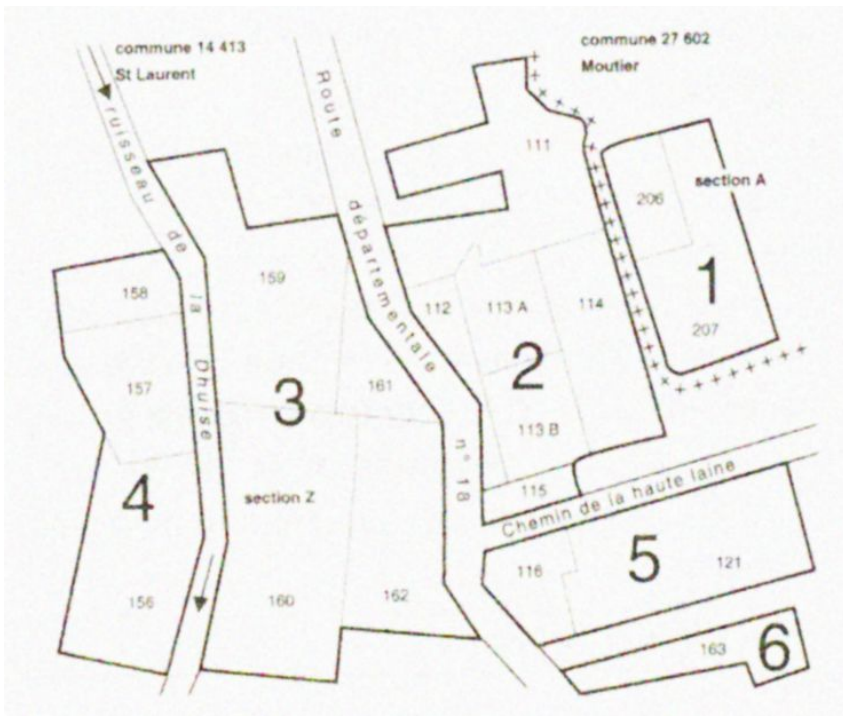 commune 14 413
St Laurent
commune 27 602
Moutier
ruisseau de la Dhuise
Route départementale n° 18
111
section A
206
1
207
158
159
112
113 A
114
2
157
3
161
113 B
4
section Z
115
Chemin de la haute laine
5
116
121
156
160
162
163
6